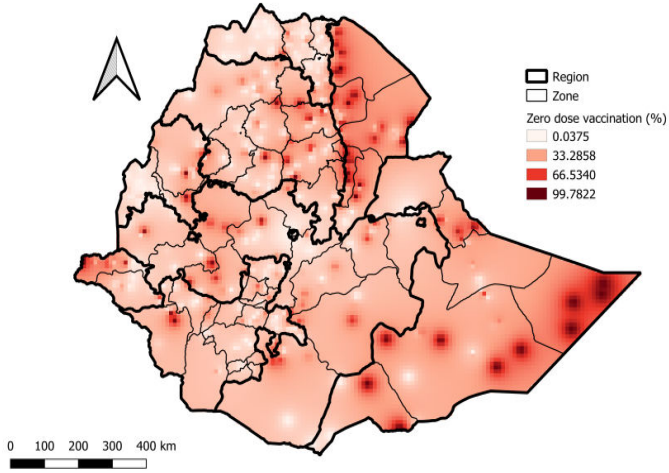 Region
Zone
Zero dose vaccination (%)
0.0375
33.2858
66.5340
99.7822
0 100 200 300 400 km